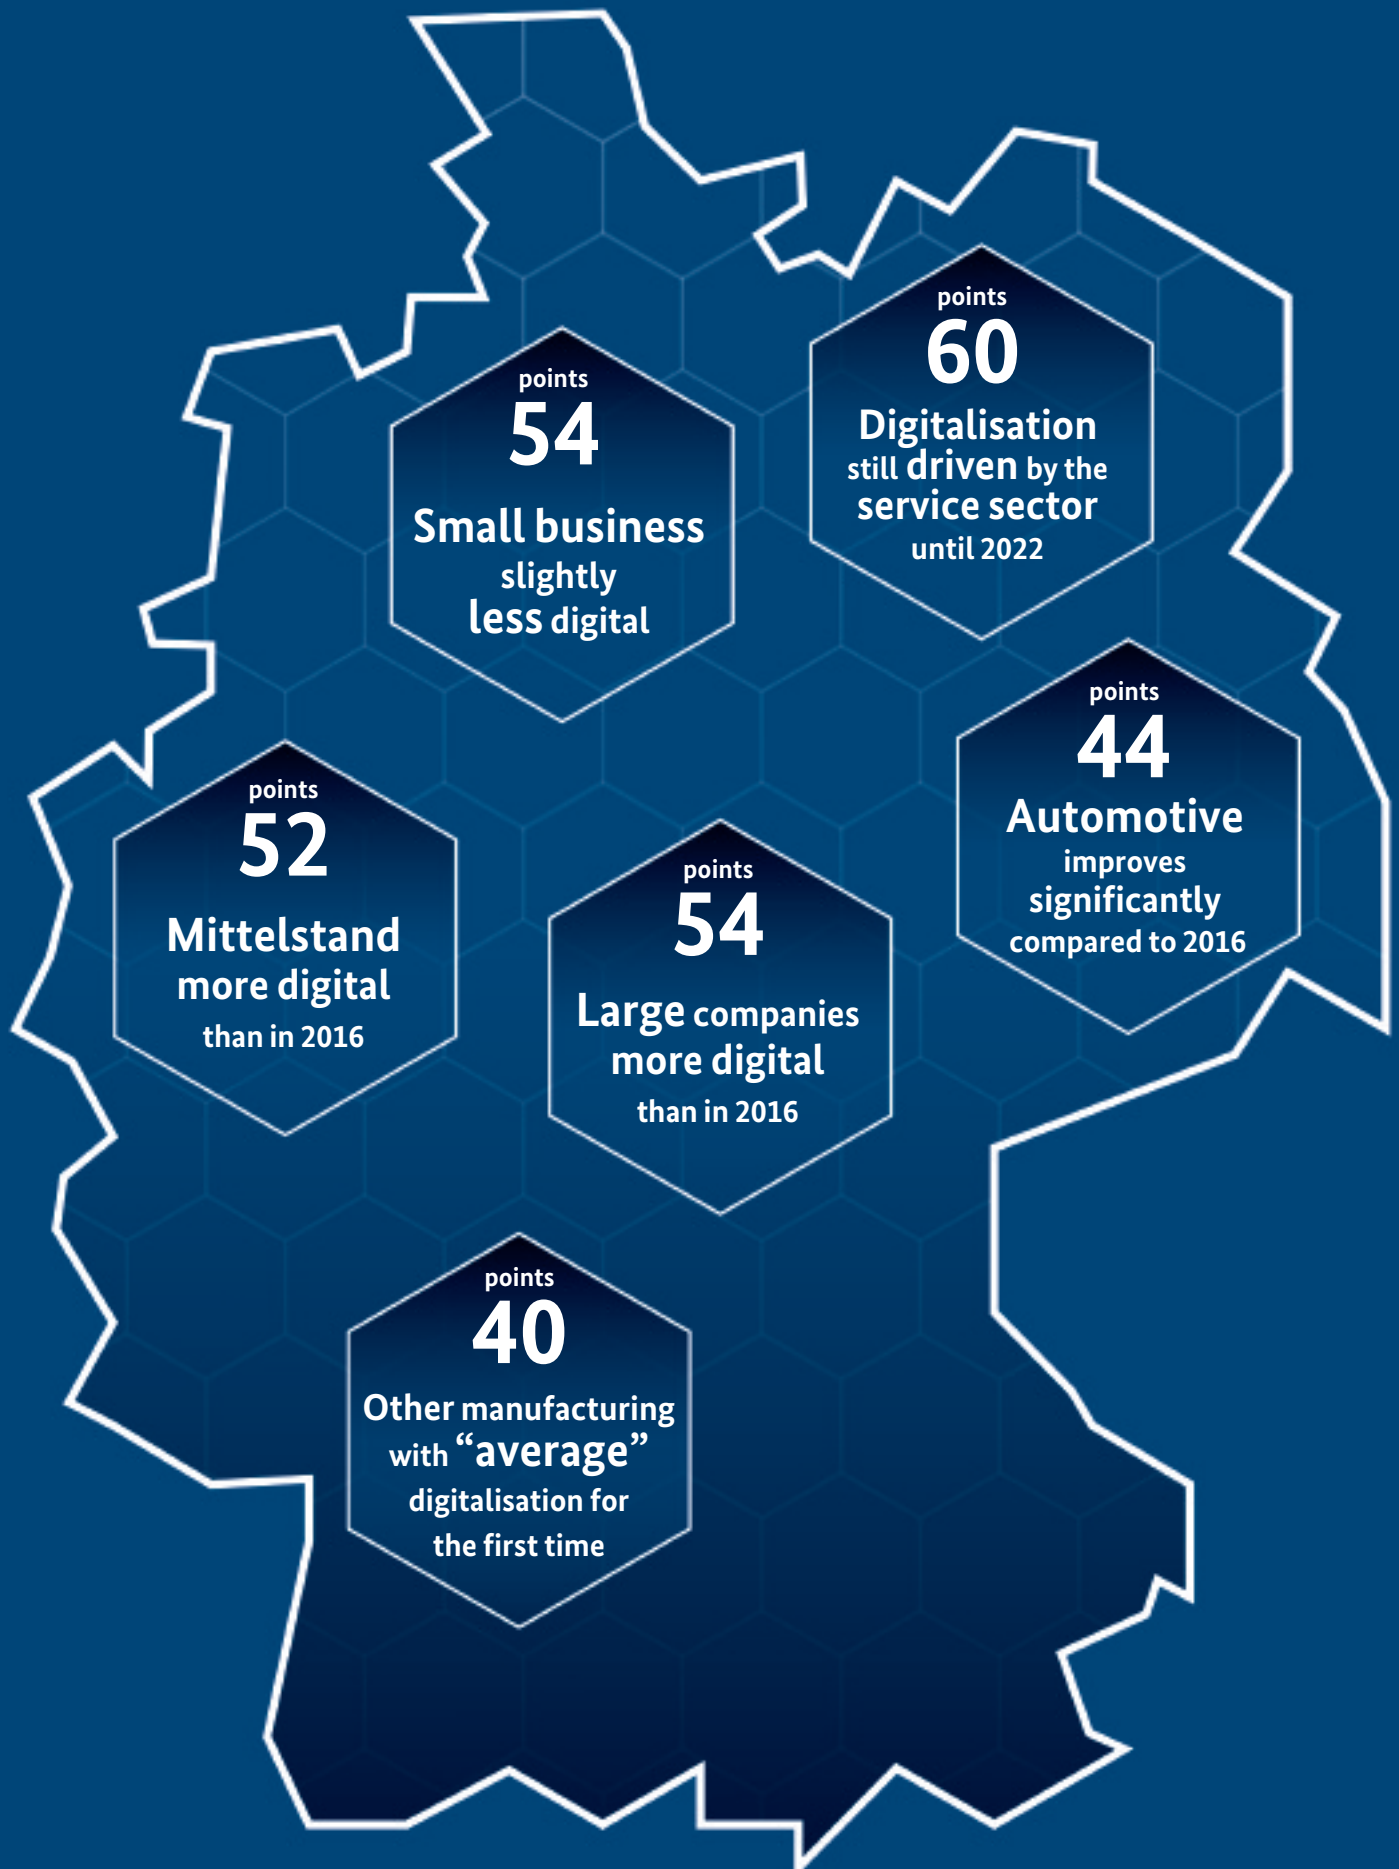 points
60
Digitalisation
still driven by the
service sector
until 2022
points
54
Small business
slightly
less digital
points
44
Automotive
improves
significantly
compared to 2016
points
52
Mittelstand
more digital
than in 2016
points
54
Large companies
more digital
than in 2016
points
40
Other manufacturing
with “average”
digitalisation for
the first time